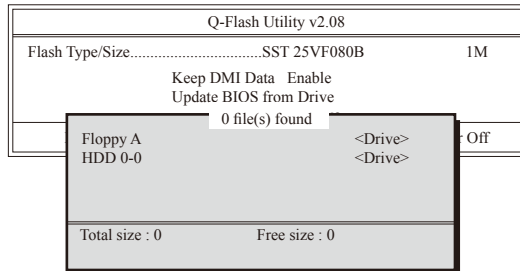 Q-Flash Utility v2.08
Flash Type/Size.................................SST 25VF080B 1M
Keep DMI Data Enable
Update BIOS from Drive
0 file(s) found
Floppy A <Drive>
HDD 0-0 <Drive>
Off
Total size : 0 Free size : 0